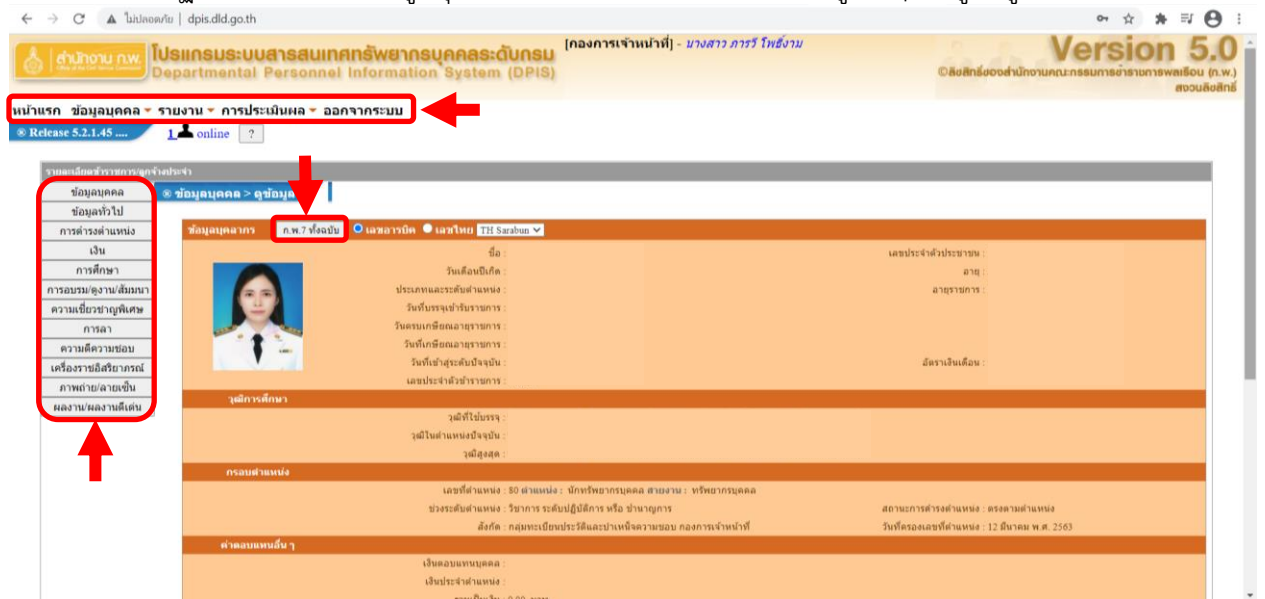 ไม่ปลอดภัย | dpis.dld.go.th
สำนักงาน ก.พ.
โปรแกรมระบบสารสนเทศทรัพยากรบุคคลระดับกรม
Departmental Personnel Information System (DPIS)
[กองการเจ้าหน้าที่] - นางสาว ภารวี โพธิ์งาม
Version 5.0
©ลิขสิทธิ์ของสำนักงานคณะกรรมการข้าราชการพลเรือน (ก.พ.)
สงวนลิขสิทธิ์
หน้าแรก ข้อมูลบุคคล รายงาน การประเมินผล ออกจากระบบ
Release 5.2.1.45 ....
1 online ?
รายละเอียดข้าราชการ/ลูกจ้างประจำ
ข้อมูลบุคคล
ข้อมูลทั่วไป
การดำรงตำแหน่ง
เงิน
การศึกษา
การอบรม/ดูงาน/สัมมนา
ความเชี่ยวชาญพิเศษ
การลา
ความดีความชอบ
เครื่องราชอิสริยาภรณ์
ภาพถ่าย/ลายเซ็น
ผลงาน/ผลงานดีเด่น
ข้อมูลบุคคล > ดูข้อมูล
ข้อมูลบุคลากร ก.พ.7 ทั้งฉบับ เลขอารบิค เลขไทย TH Sarabun
ชื่อ : เลขประจำตัวประชาชน :
วันเดือนปีเกิด : อายุ :
ประเภทและระดับตำแหน่ง : อายุราชการ :
วันที่บรรจุเข้ารับราชการ :
วันครบเกษียณอายุราชการ :
วันที่เกษียณอายุราชการ :
วันที่เข้าสู่ระดับปัจจุบัน : อัตราเงินเดือน :
เลขประจำตัวข้าราชการ :
วุฒิการศึกษา
วุฒิที่ใช้บรรจุ :
วุฒิในตำแหน่งปัจจุบัน :
วุฒิสูงสุด :
กรอบตำแหน่ง
เลขที่ตำแหน่ง : 80 ตำแหน่ง : นักทรัพยากรบุคคล สายงาน : ทรัพยากรบุคคล
ช่วงระดับตำแหน่ง : วิชาการ ระดับปฏิบัติการ หรือ ชำนาญการ สถานะการดำรงตำแหน่ง : ตรงตามตำแหน่ง
สังกัด : กลุ่มทะเบียนประวัติและบำเหน็จความชอบ กองการเจ้าหน้าที่ วันที่ครองเลขที่ตำแหน่ง : 12 มีนาคม พ.ศ. 2563
ค่าตอบแทนอื่น ๆ
เงินตอบแทนบุคคล :
เงินประจำตำแหน่ง :